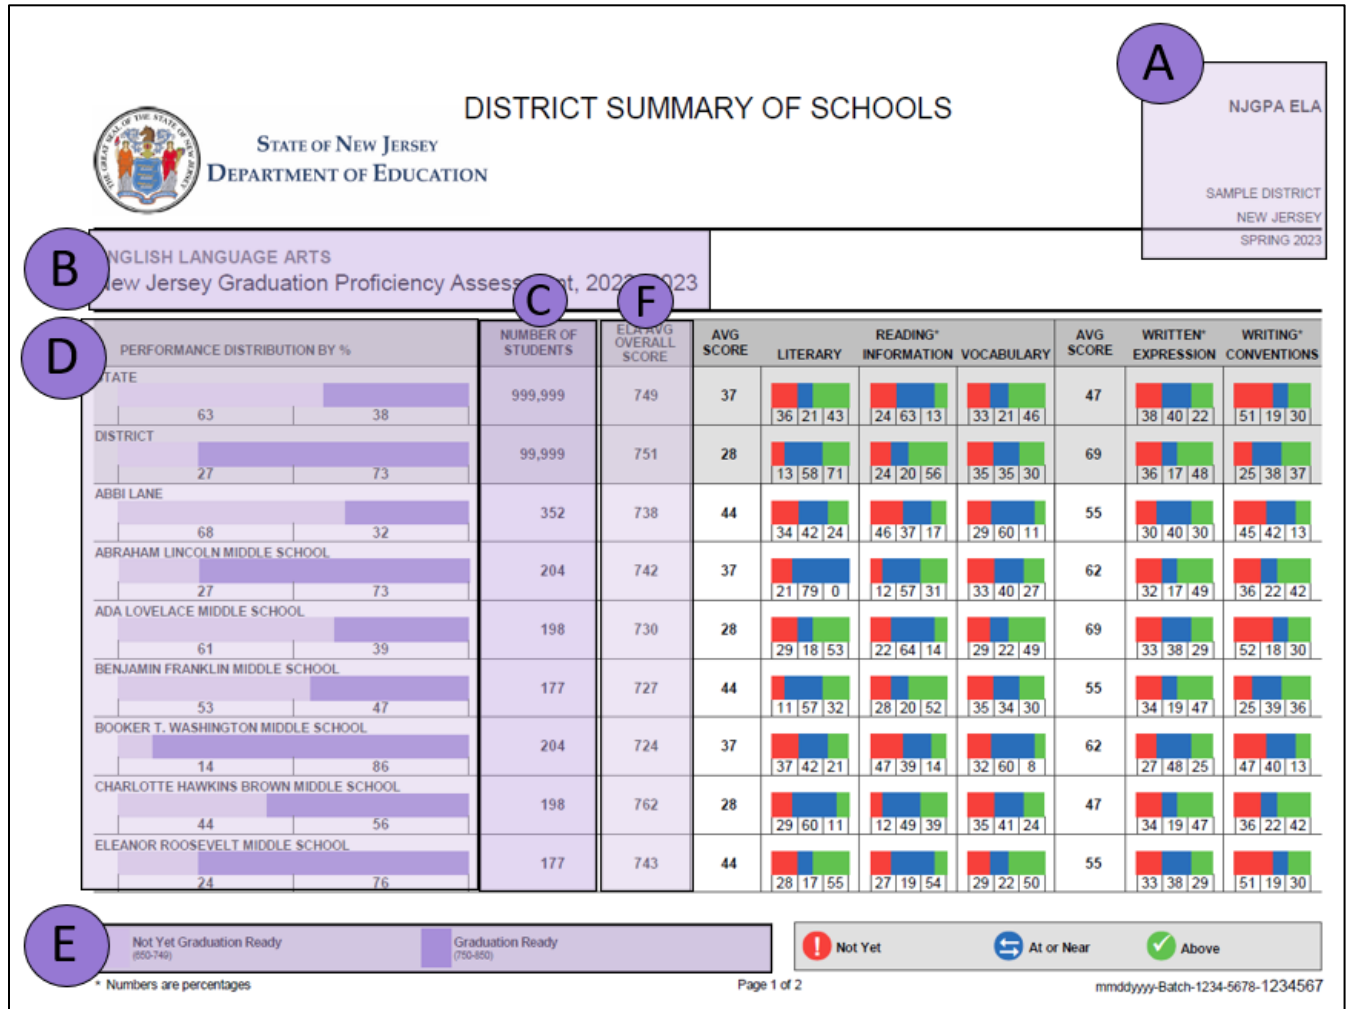 A
DISTRICT SUMMARY OF SCHOOLS
NJGPA ELA
STATE OF NEW JERSEY
DEPARTMENT OF EDUCATION
SAMPLE DISTRICT
NEW JERSEY
SPRING 2023
B
NGLISH LANGUAGE ARTS
ew Jersey Graduation Proficiency Assess nt, 202 023
C
F
D
PERFORMANCE DISTRIBUTION BY % NUMBER OF STUDENTS ELA AVG OVERALL SCORE AVG SCORE READING* LITERARY INFORMATION VOCABULARY AVG SCORE WRITTEN* EXPRESSION WRITING* CONVENTIONS
TATE
999,999 749 37 47
63 38 36 21 43 24 63 13 33 21 46 38 40 22 51 19 30
DISTRICT
99,999 751 28 69
27 73 13 58 71 24 20 56 35 35 30 36 17 48 25 38 37
ABBI LANE
352 738 44 55
68 32 34 42 24 46 37 17 29 60 11 30 40 30 45 42 13
ABRAHAM LINCOLN MIDDLE SCHOOL
204 742 37 62
27 73 21 79 0 12 57 31 33 40 27 32 17 49 36 22 42
ADA LOVELACE MIDDLE SCHOOL
198 730 28 69
61 39 29 18 53 22 64 14 29 22 49 33 38 29 52 18 30
BENJAMIN FRANKLIN MIDDLE SCHOOL
177 727 44 55
53 47 11 57 32 28 20 52 35 34 30 34 19 47 25 39 36
BOOKER T. WASHINGTON MIDDLE SCHOOL
204 724 37 62
14 86 37 42 21 47 39 14 32 60 8 27 48 25 47 40 13
CHARLOTTE HAWKINS BROWN MIDDLE SCHOOL
198 762 28 47
44 56 29 60 11 12 49 39 35 41 24 34 19 47 36 22 42
ELEANOR ROOSEVELT MIDDLE SCHOOL
177 743 44 55
24 76 28 17 55 27 19 54 29 22 50 33 38 29 51 19 30
E
Not Yet Graduation Ready Graduation Ready
(650-749) (750-850)
Not Yet At or Near Above
* Numbers are percentages Page 1 of 2 mmddyyyy-Batch-1234-5678-1234567